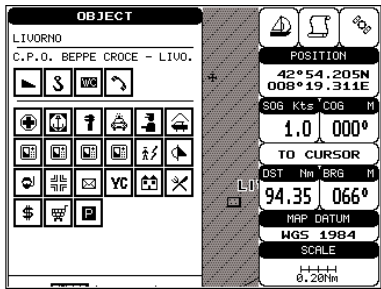 OBJECT
LIVORNO
C.P.O. BEPPE CROCE - LIVO.
WC
YC
$
P
LI
POSITION
42°54.205N
008°19.311E
SOG Kts COG M
1.0 000°
TO CURSOR
DST Nm BRG M
94.35 066°
MAP DATUM
WGS 1984
SCALE
0.20Nm